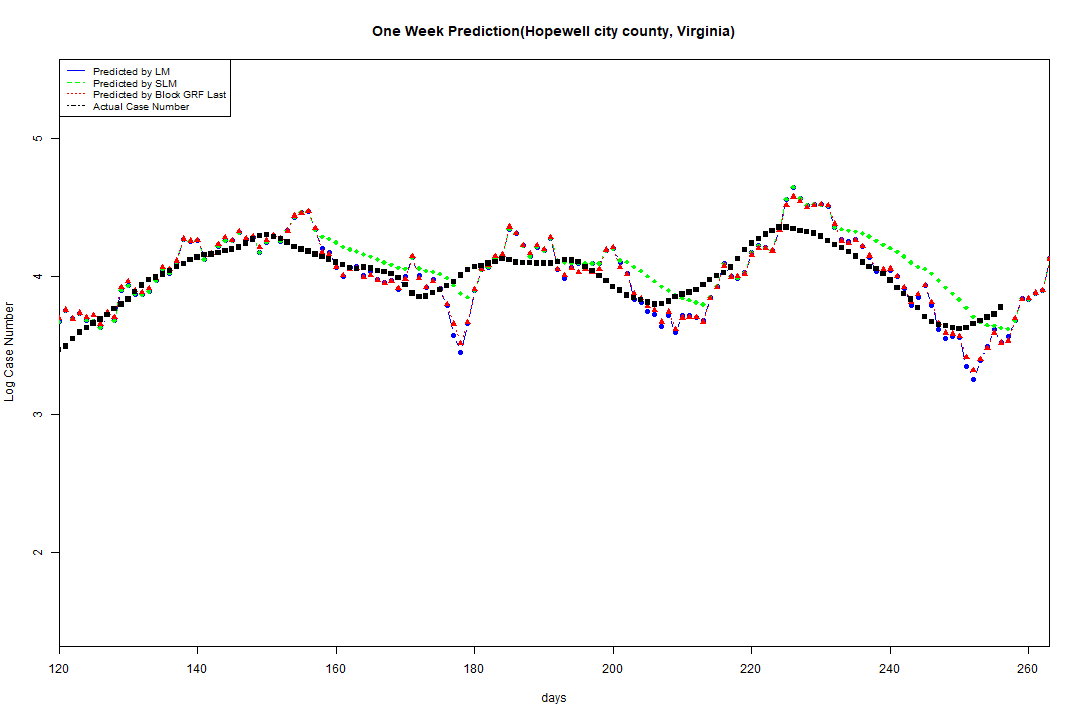 One Week Prediction(Hopewell city county, Virginia)
Predicted by LM
Predicted by SLM
Predicted by Block GRF Last
Actual Case Number
5
4
3
2
Log Case Number
120 140 160 180 200 220 240 260
days